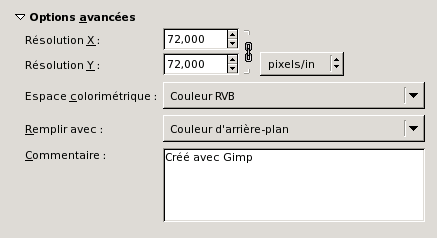 Options avancées
Résolution X : 72,000
Résolution Y : 72,000 pixels/in
Espace colorimétrique : Couleur RVB
Remplir avec : Couleur d'arrière-plan
Commentaire : Créé avec Gimp